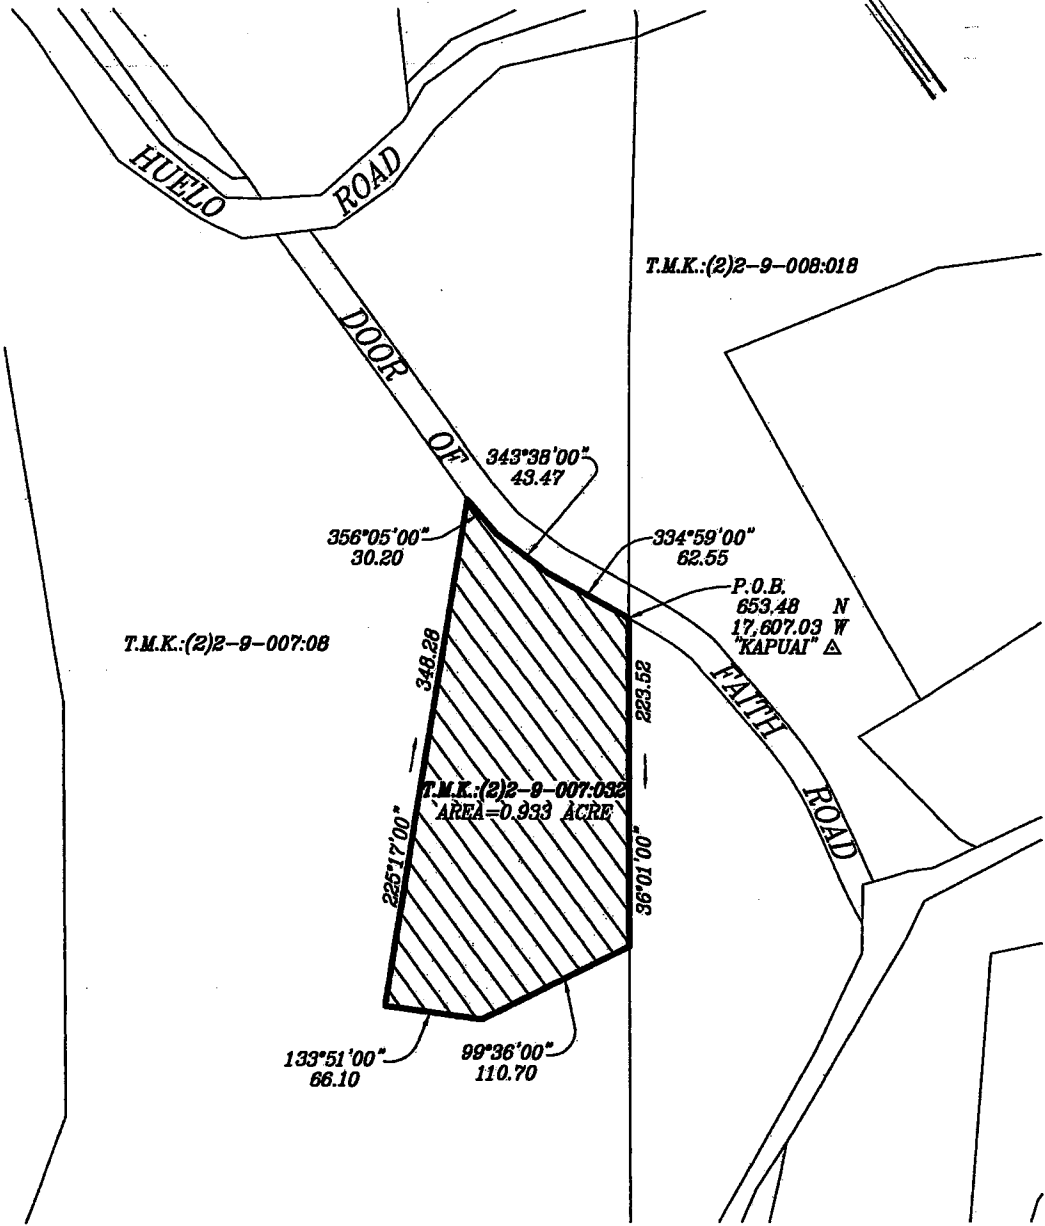 HUELO
ROAD
T.M.K.:(2)2-9-008:018
DOOR
OF
343°38'00"
43.47
356°05'00"
30.20
334°59'00"
62.55
P.O.B.
653.48 N
17,607.03 W
"KAPUAI"
T.M.K.:(2)2-9-007:08
348.28
223.52
FAITH
ROAD
T.M.K.:(2)2-9-007:032
AREA=0.933 ACRE
225°17'00"
36°01'00"
133°51'00"
66.10
99°36'00"
110.70